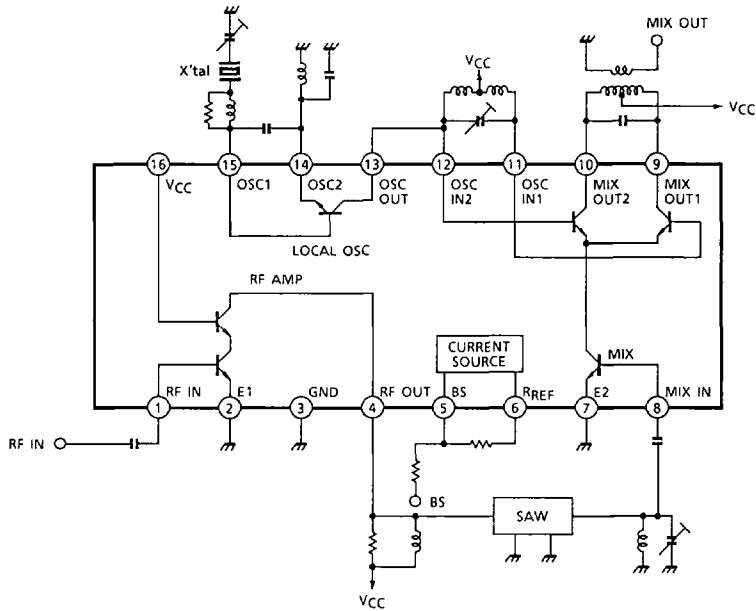 MIX OUT
X'tal
VCC
VCC
16 15 14 13 12 11 10 9
VCC OSC1 OSC2 OSC OUT OSC IN2 OSC IN1 MIX OUT2 MIX OUT1
LOCAL OSC
RF AMP
CURRENT SOURCE
MIX
RF IN E1 GND RF OUT BS RREF E2 MIX IN
1 2 3 4 5 6 7 8
RF IN
BS
SAW
VCC